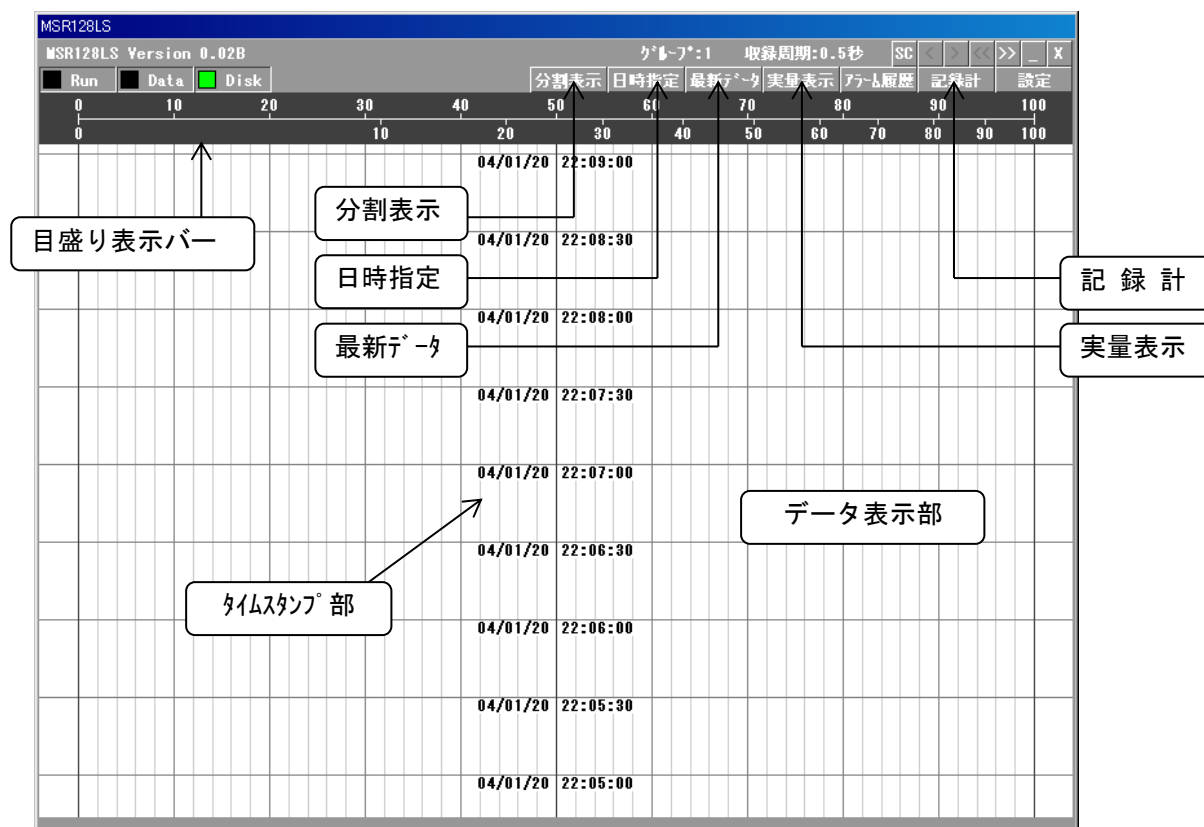 MSR128LS
MSR128LS Version 0.02B ｸﾞﾙｰﾌﾟ:1 収録周期:0.5秒 SC < > << >> _ X
Run Data Disk 分割表示 日時指定 最新ﾃﾞｰﾀ 実量表示 ｱﾗｰﾑ履歴 記録計 設定
0 10 20 30 40 50 60 70 80 90 100
0 10 20 30 40 50 60 70 80 90 100
04/01/20 22:09:00
分割表示
目盛り表示バー
04/01/20 22:08:30
日時指定
記 録 計
04/01/20 22:08:00
最新ﾃﾞｰﾀ
実量表示
04/01/20 22:07:30
04/01/20 22:07:00
データ表示部
04/01/20 22:06:30
ﾀｲﾑｽﾀﾝﾌﾟ部
04/01/20 22:06:00
04/01/20 22:05:30
04/01/20 22:05:00